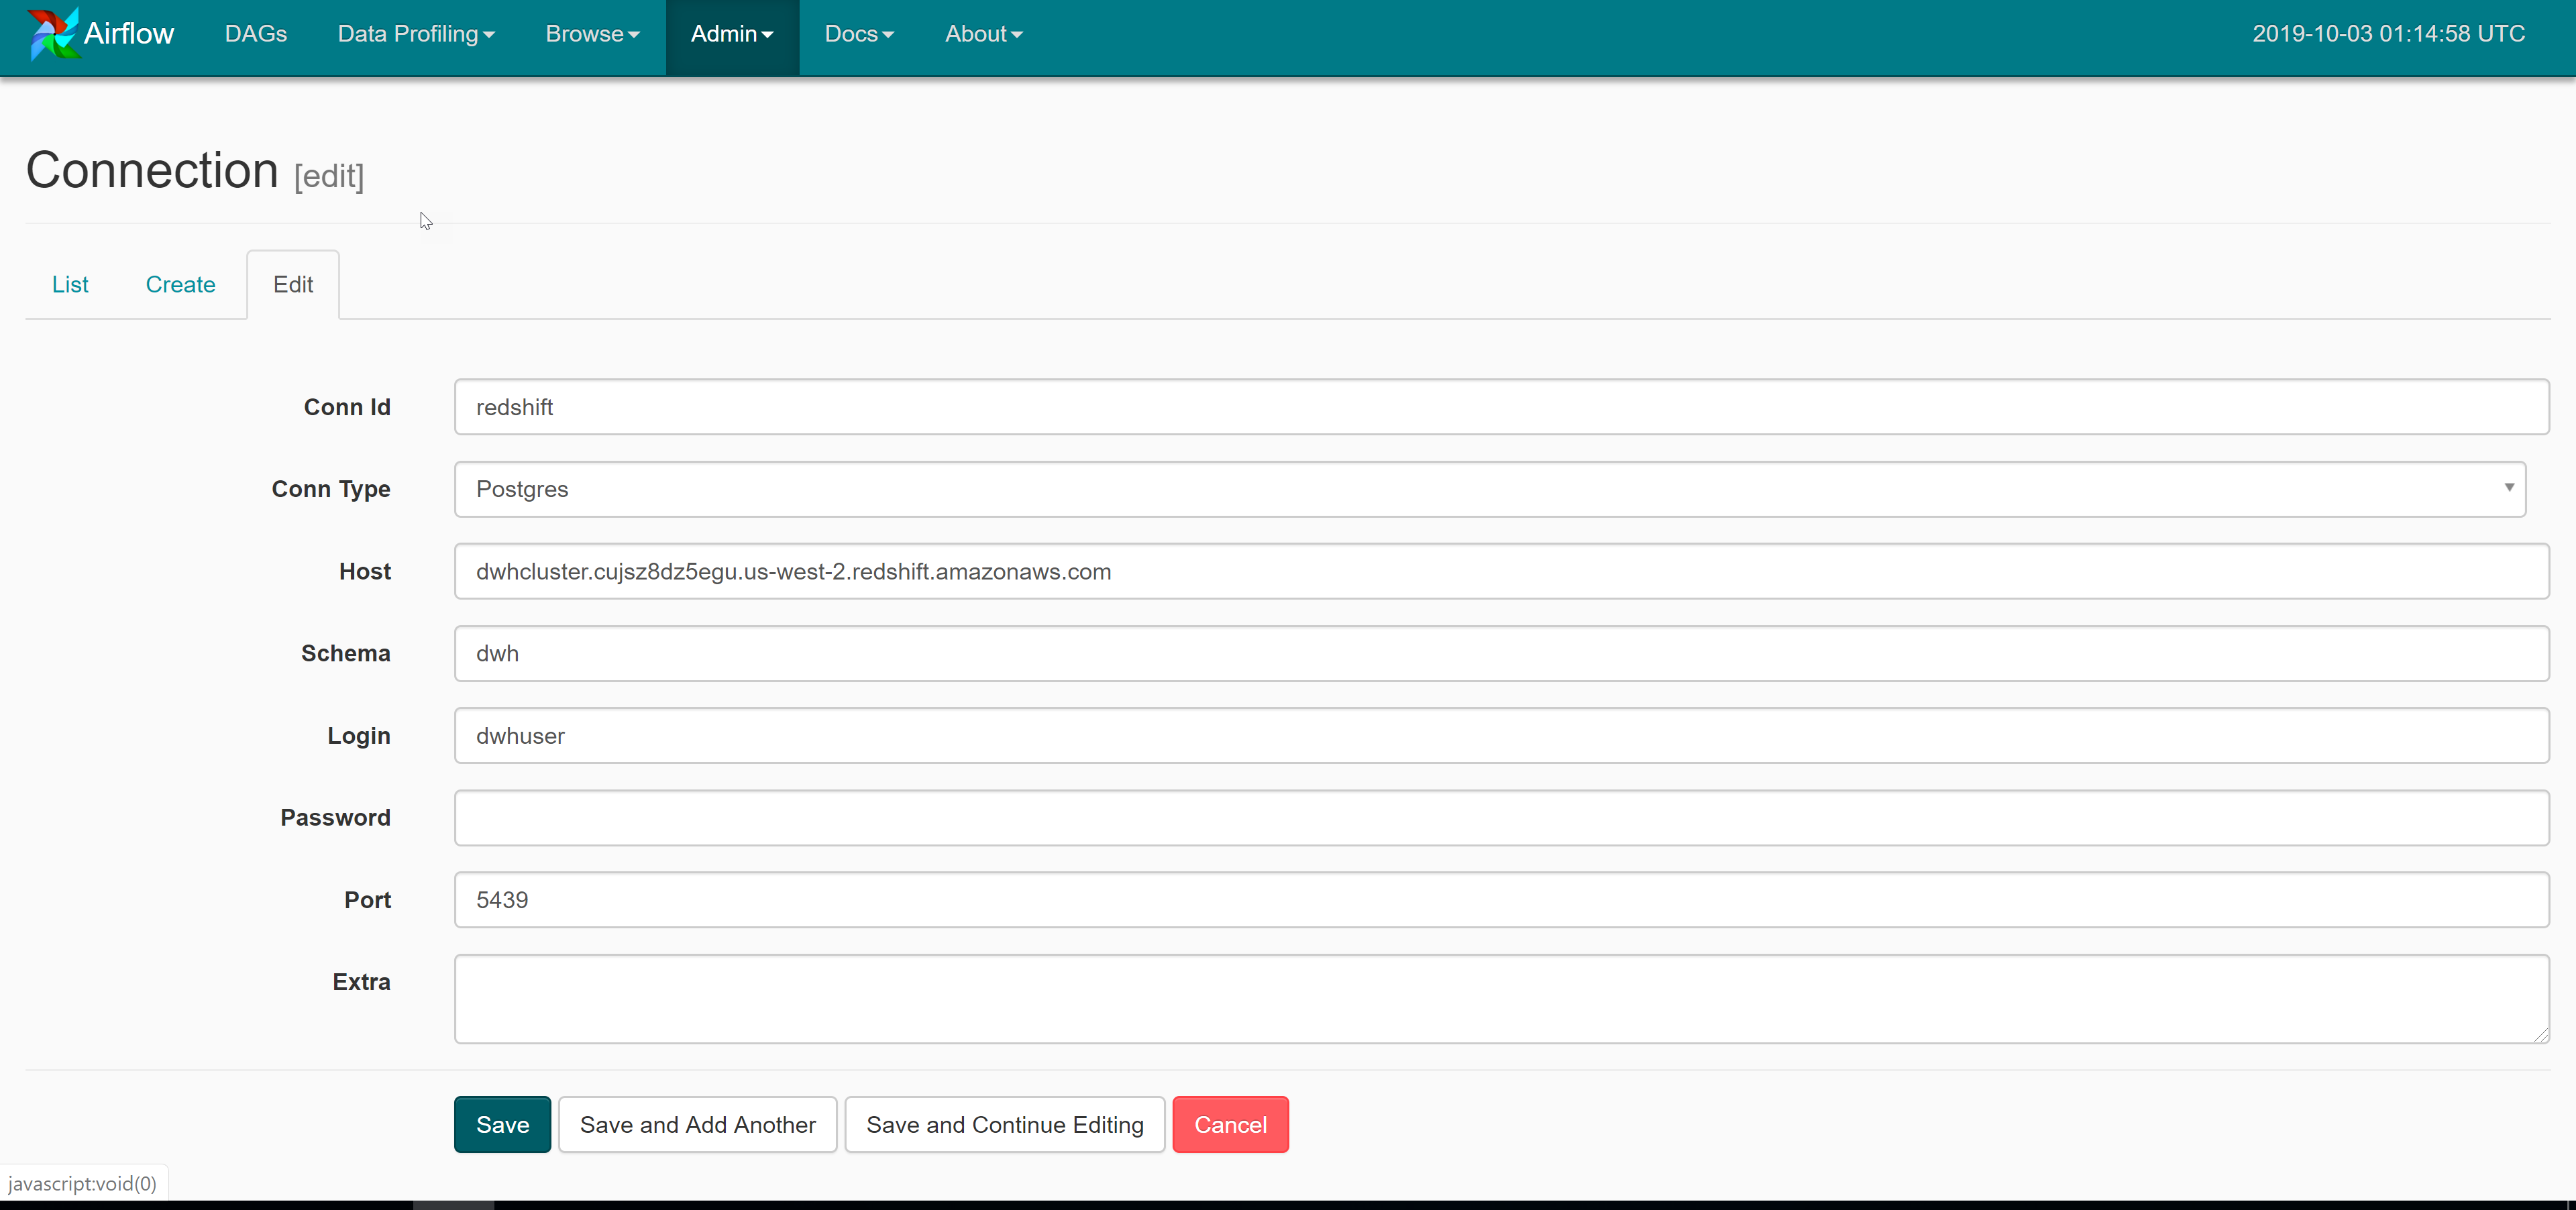 Airflow DAGs Data Profiling Browse Admin Docs About 2019-10-03 01:14:58 UTC
Connection [edit]
List Create Edit
Conn Id redshift
Conn Type Postgres
Host dwhcluster.cujsz8dz5egu.us-west-2.redshift.amazonaws.com
Schema dwh
Login dwhuser
Password
Port 5439
Extra
Save Save and Add Another Save and Continue Editing Cancel
javascript:void(0)